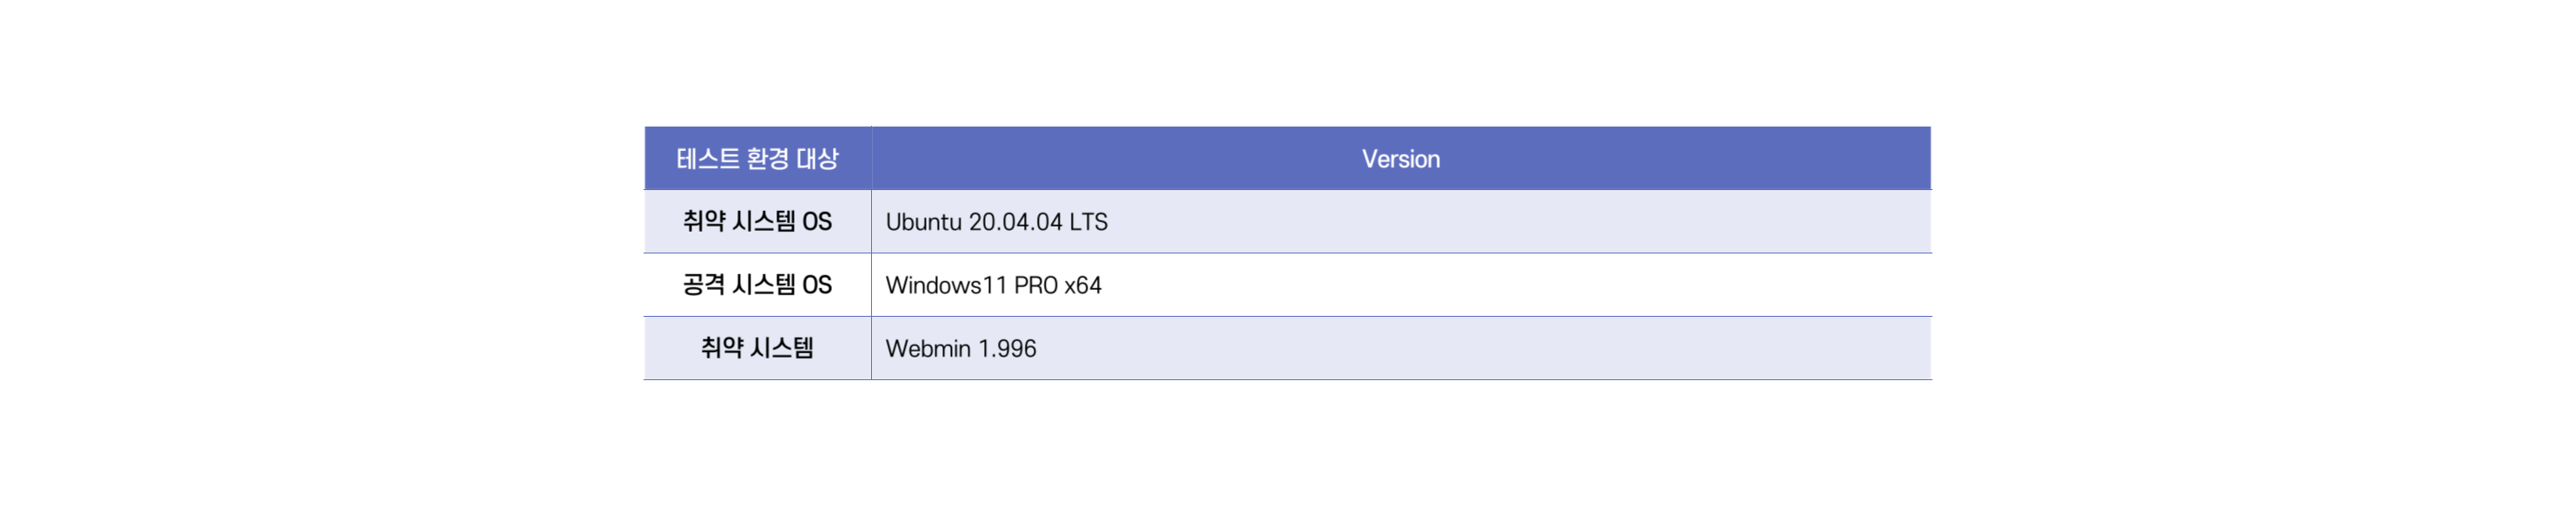 테스트 환경 대상 Version
취약 시스템 OS Ubuntu 20.04.04 LTS
공격 시스템 OS Windows11 PRO x64
취약 시스템 Webmin 1.996